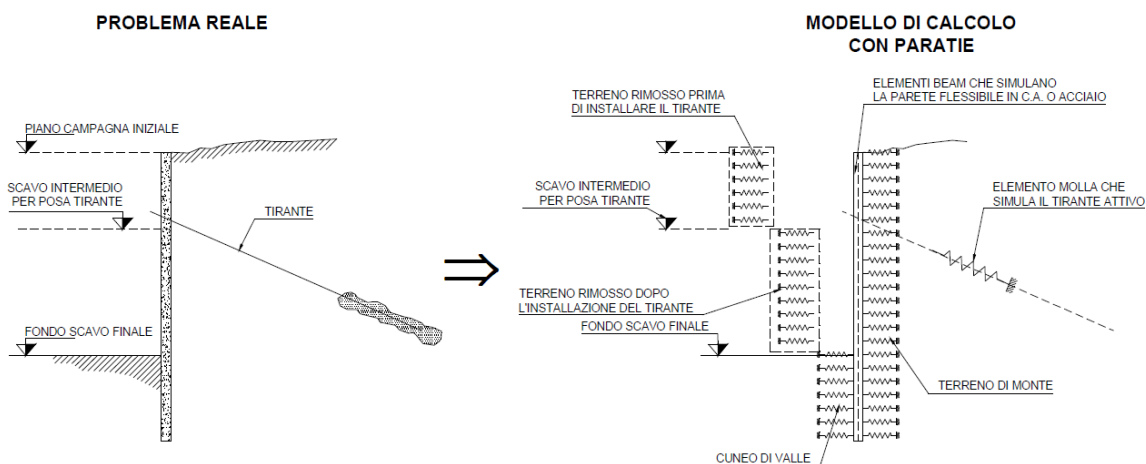 PROBLEMA REALE
PIANO CAMPAGNA INIZIALE
SCAVO INTERMEDIO
PER POSA TIRANTE
TIRANTE
FONDO SCAVO FINALE
MODELLO DI CALCOLO
CON PARATIE
TERRENO RIMOSSO PRIMA
DI INSTALLARE IL TIRANTE
ELEMENTI BEAM CHE SIMULANO
LA PARETE FLESSIBILE IN C.A. O ACCIAIO
SCAVO INTERMEDIO
PER POSA TIRANTE
ELEMENTO MOLLA CHE
SIMULA IL TIRANTE ATTIVO
TERRENO RIMOSSO DOPO
L'INSTALLAZIONE DEL TIRANTE
FONDO SCAVO FINALE
TERRENO DI MONTE
CUNEO DI VALLE